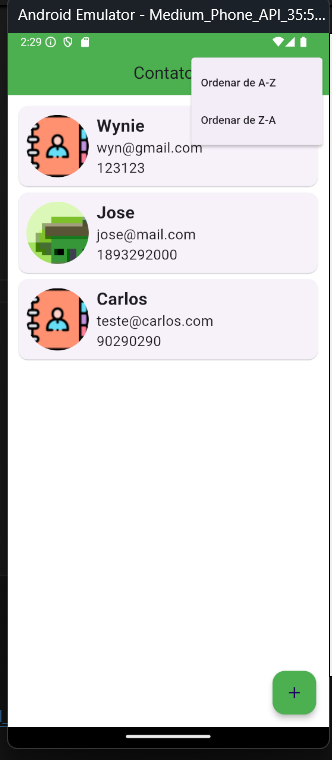 Android Emulator - Medium_Phone_API_35:5...
2:29
Contato
Ordenar de A-Z
Ordenar de Z-A
Wynie
wyn@gmail.com
123123
Jose
jose@mail.com
1893292000
Carlos
teste@carlos.com
90290290
+